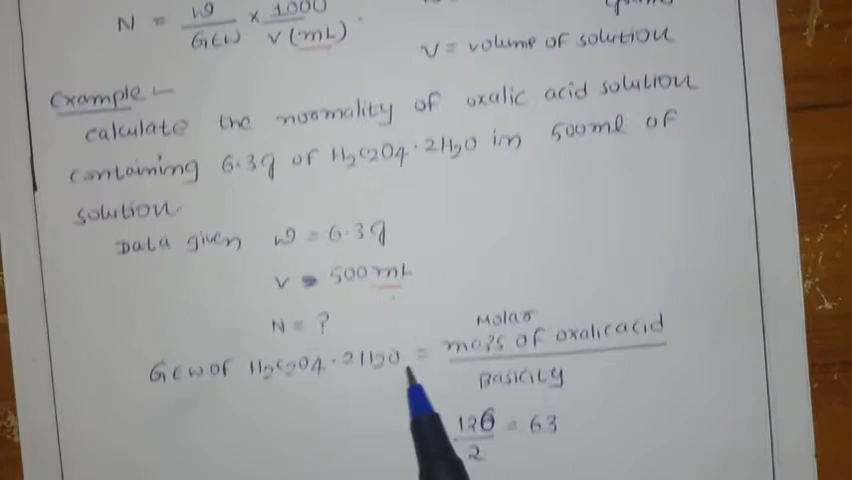 N = W/GEW × 1000/V(mL).
V = volume of solution
Example:-
calculate the normality of oxalic acid solution
containing 6.3g of H₂C₂O₄·2H₂O in 500ml of
solution.
Data given W = 6.3g
V = 500mL
N = ?
GEW of H₂C₂O₄·2H₂O = Molar mass of oxalic acid / Basicity
126/2 = 63